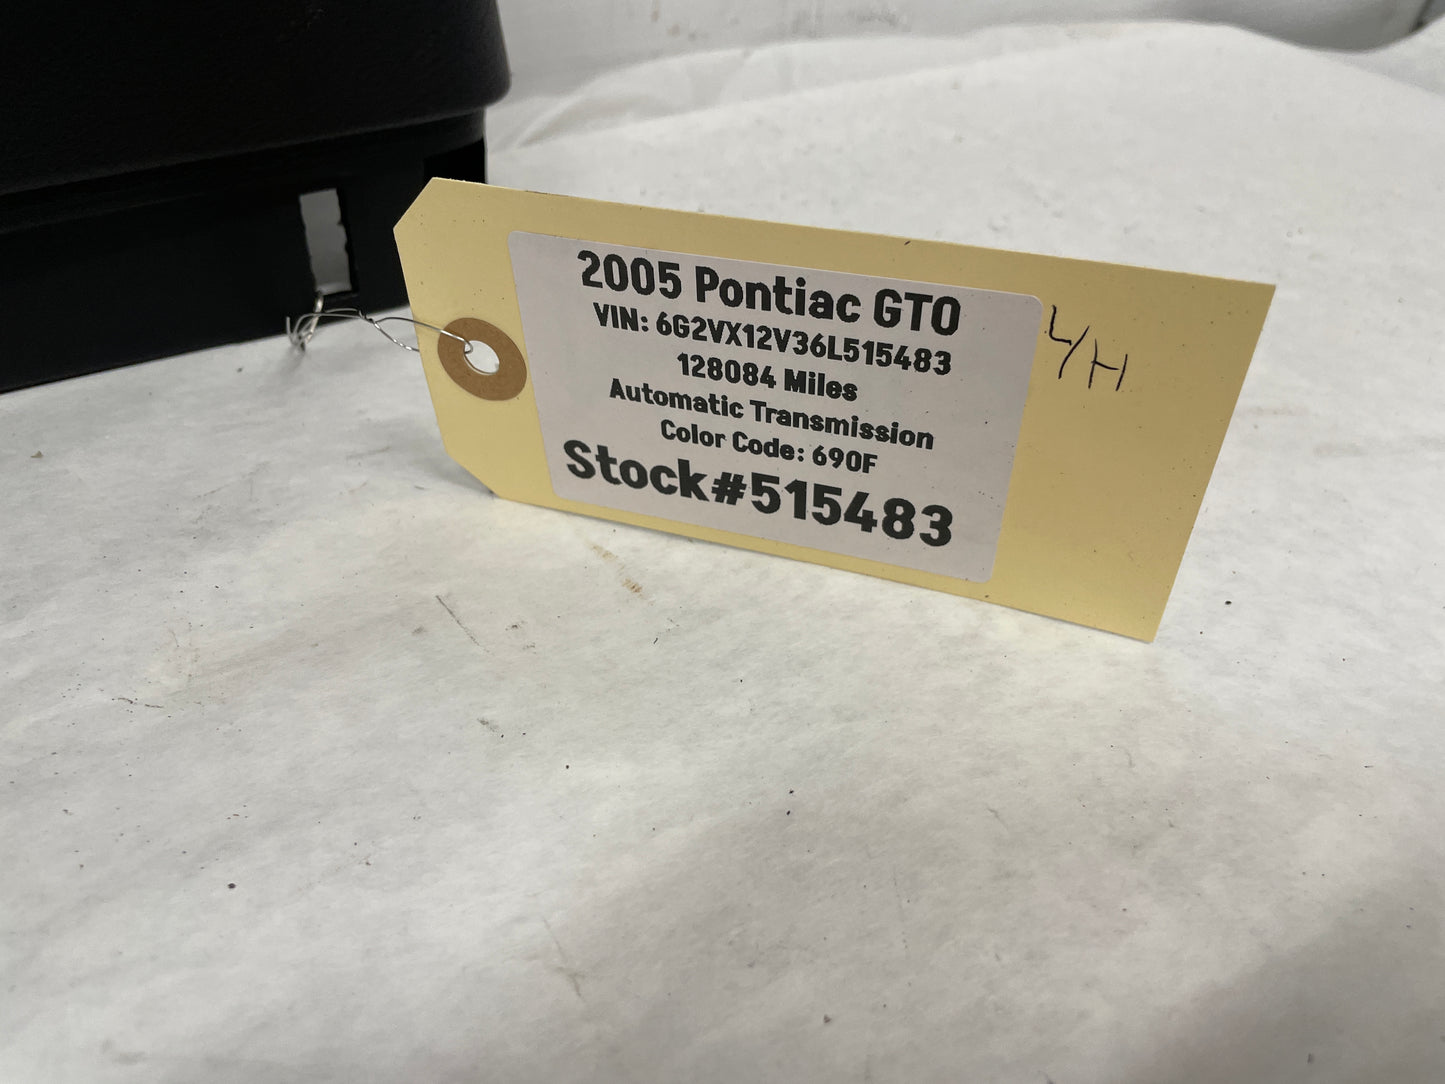 2005 Pontiac GTO
VIN: 6G2VX12V36L515483
128084 Miles
Automatic Transmission
Color Code: 690F
Stock#515483
L/H